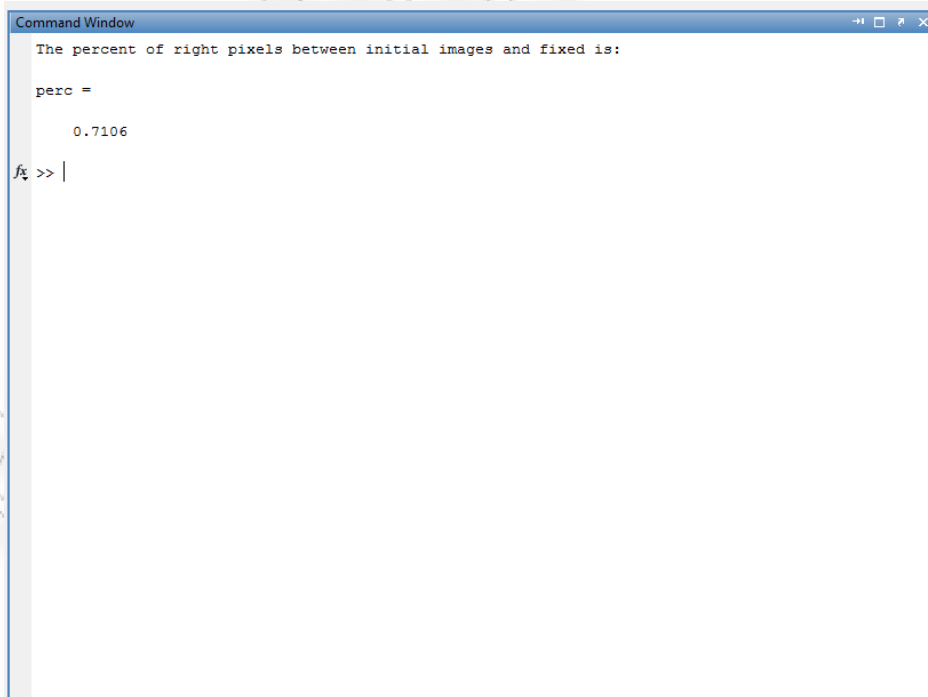 Command Window
The percent of right pixels between initial images and fixed is:
perc =
0.7106
fx >>